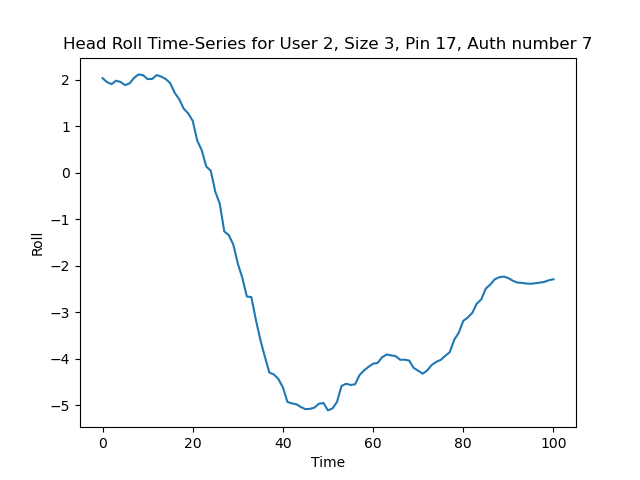 Head Roll Time-Series for User 2, Size 3, Pin 17, Auth number 7
2
1
0
−1
−2
−3
−4
−5
Roll
0 20 40 60 80 100
Time